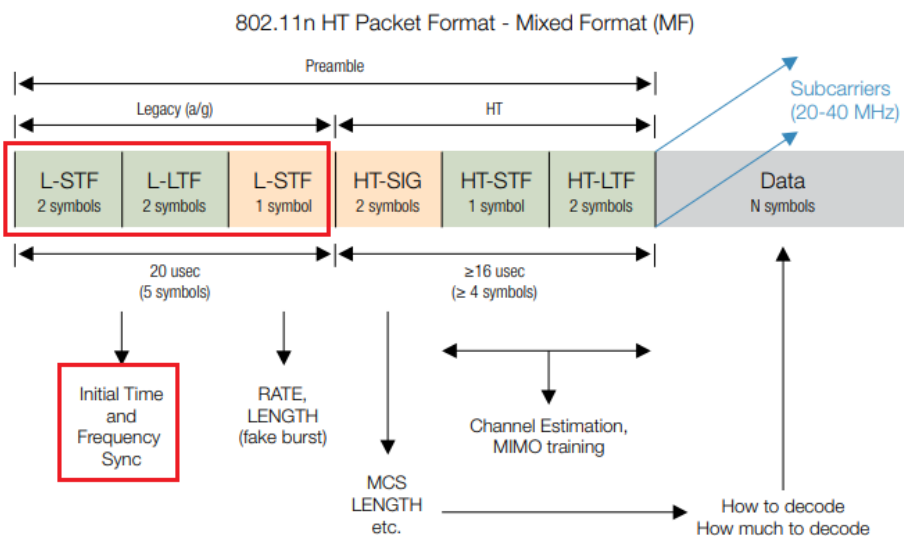 802.11n HT Packet Format - Mixed Format (MF)
Preamble
Legacy (a/g)
HT
Subcarriers
(20-40 MHz)
L-STF
2 symbols
L-LTF
2 symbols
L-STF
1 symbol
HT-SIG
2 symbols
HT-STF
1 symbol
HT-LTF
2 symbols
Data
N symbols
20 usec
(5 symbols)
≥16 usec
(≥ 4 symbols)
Initial Time
and
Frequency
Sync
RATE,
LENGTH
(fake burst)
Channel Estimation,
MIMO training
MCS
LENGTH
etc.
How to decode
How much to decode